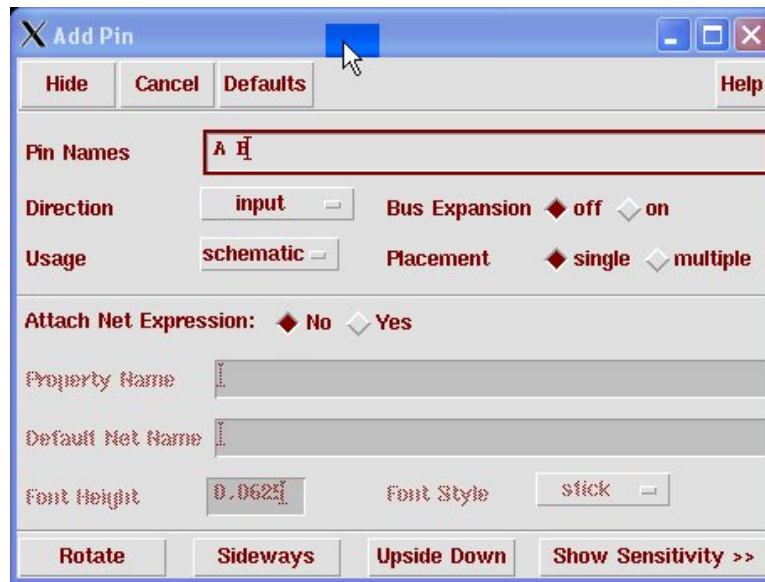 Add Pin
Hide Cancel Defaults Help
Pin Names A B
Direction input Bus Expansion off on
Usage schematic Placement single multiple
Attach Net Expression: No Yes
Property Name
Default Net Name
Font Height 0.0625 Font Style stick
Rotate Sideways Upside Down Show Sensitivity >>